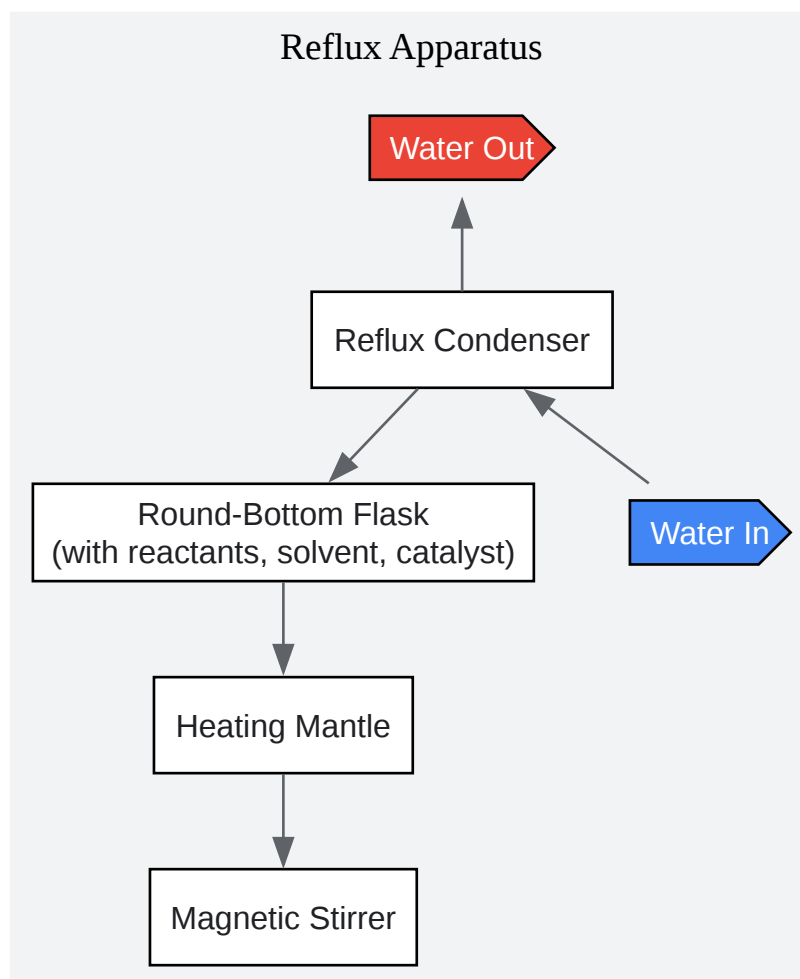 Reflux Apparatus
Water Out
Reflux Condenser
Round-Bottom Flask
(with reactants, solvent, catalyst)
Water In
Heating Mantle
Magnetic Stirrer